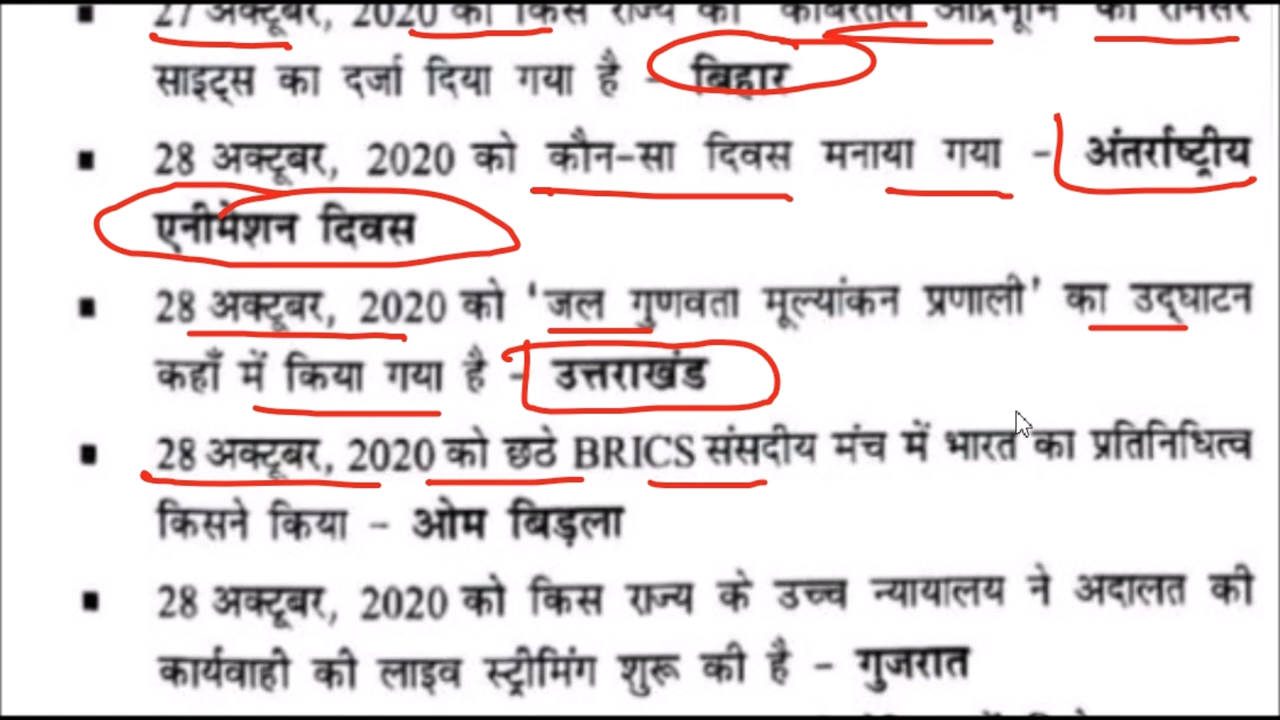 27 अक्टूबर, 2020 को किस राज्य की काबरताल आर्द्रभूमि को रामसर
साइट्स का दर्जा दिया गया है - बिहार
▪ 28 अक्टूबर, 2020 को कौन-सा दिवस मनाया गया - अंतर्राष्ट्रीय
एनीमेशन दिवस
▪ 28 अक्टूबर, 2020 को 'जल गुणवता मूल्यांकन प्रणाली' का उद्घाटन
कहाँ में किया गया है - उत्तराखंड
▪ 28 अक्टूबर, 2020 को छठे BRICS संसदीय मंच में भारत का प्रतिनिधित्व
किसने किया - ओम बिड़ला
▪ 28 अक्टूबर, 2020 को किस राज्य के उच्च न्यायालय ने अदालत की
कार्यवाही की लाइव स्ट्रीमिंग शुरू की है - गुजरात